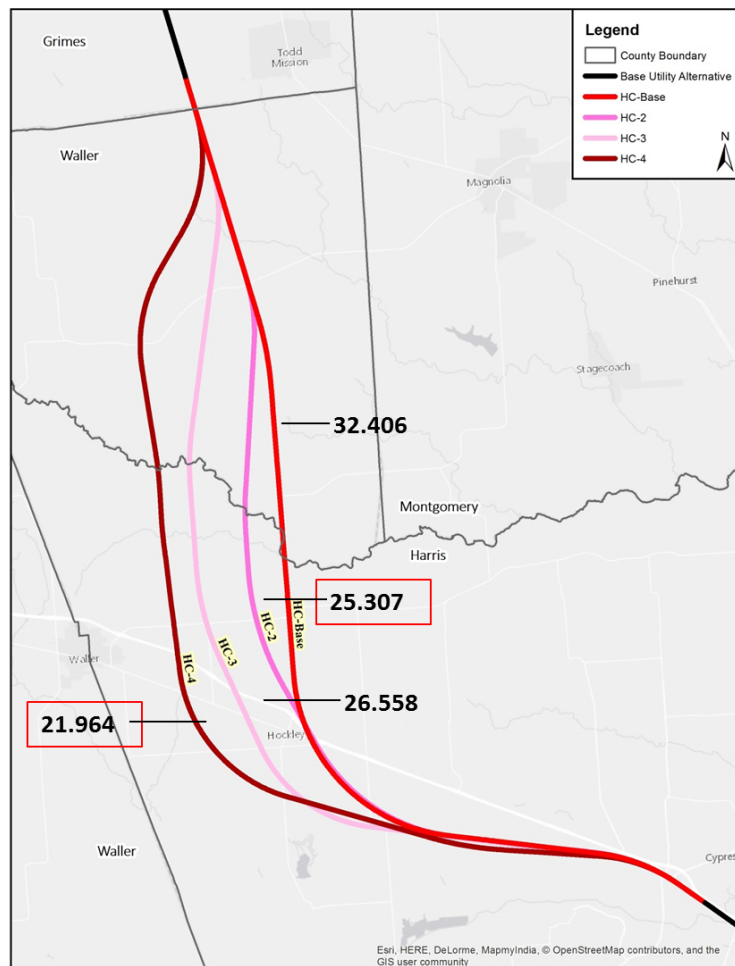 Grimes
Todd
Mission
Legend
County Boundary
Base Utility Alternative
HC-Base
HC-2
HC-3
HC-4
N
Waller
Magnolia
Pinehurst
Stagecoach
32.406
Montgomery
Harris
25.307
HC-Base
HC-2
HC-3
HC-4
Waller
26.558
21.964
Hockley
Waller
Cypres
Esri, HERE, DeLorme, MapmyIndia, © OpenStreetMap contributors, and the
GIS user community